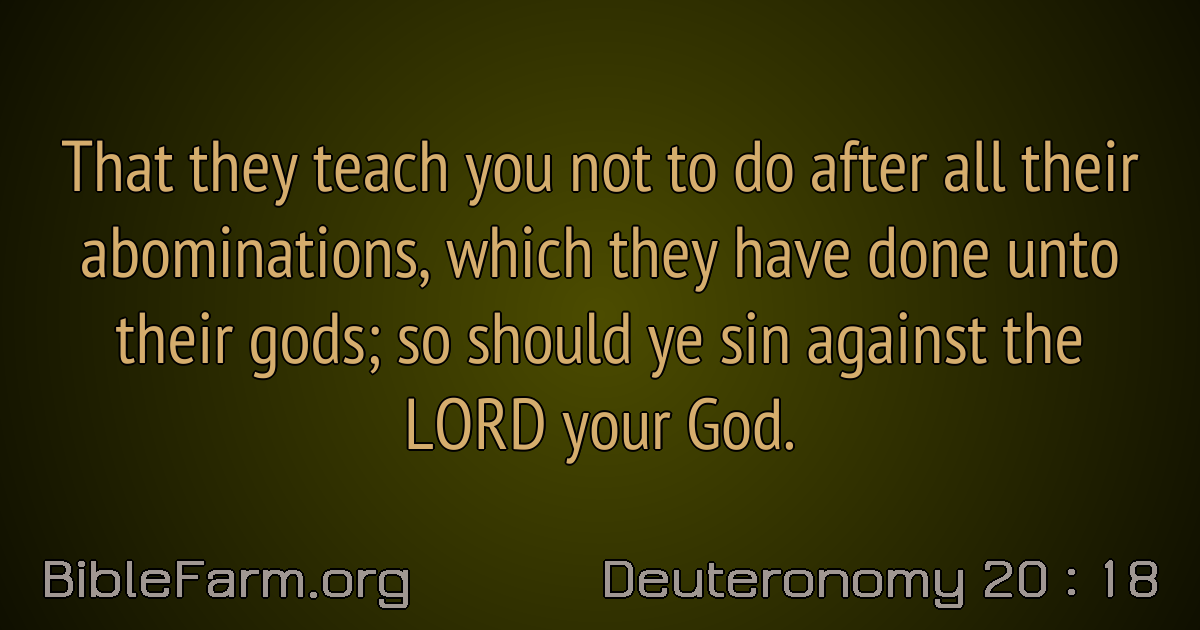 That they teach you not to do after all their
abominations, which they have done unto
their gods; so should ye sin against the
LORD your God.
BibleFarm.org
Deuteronomy 20 : 18